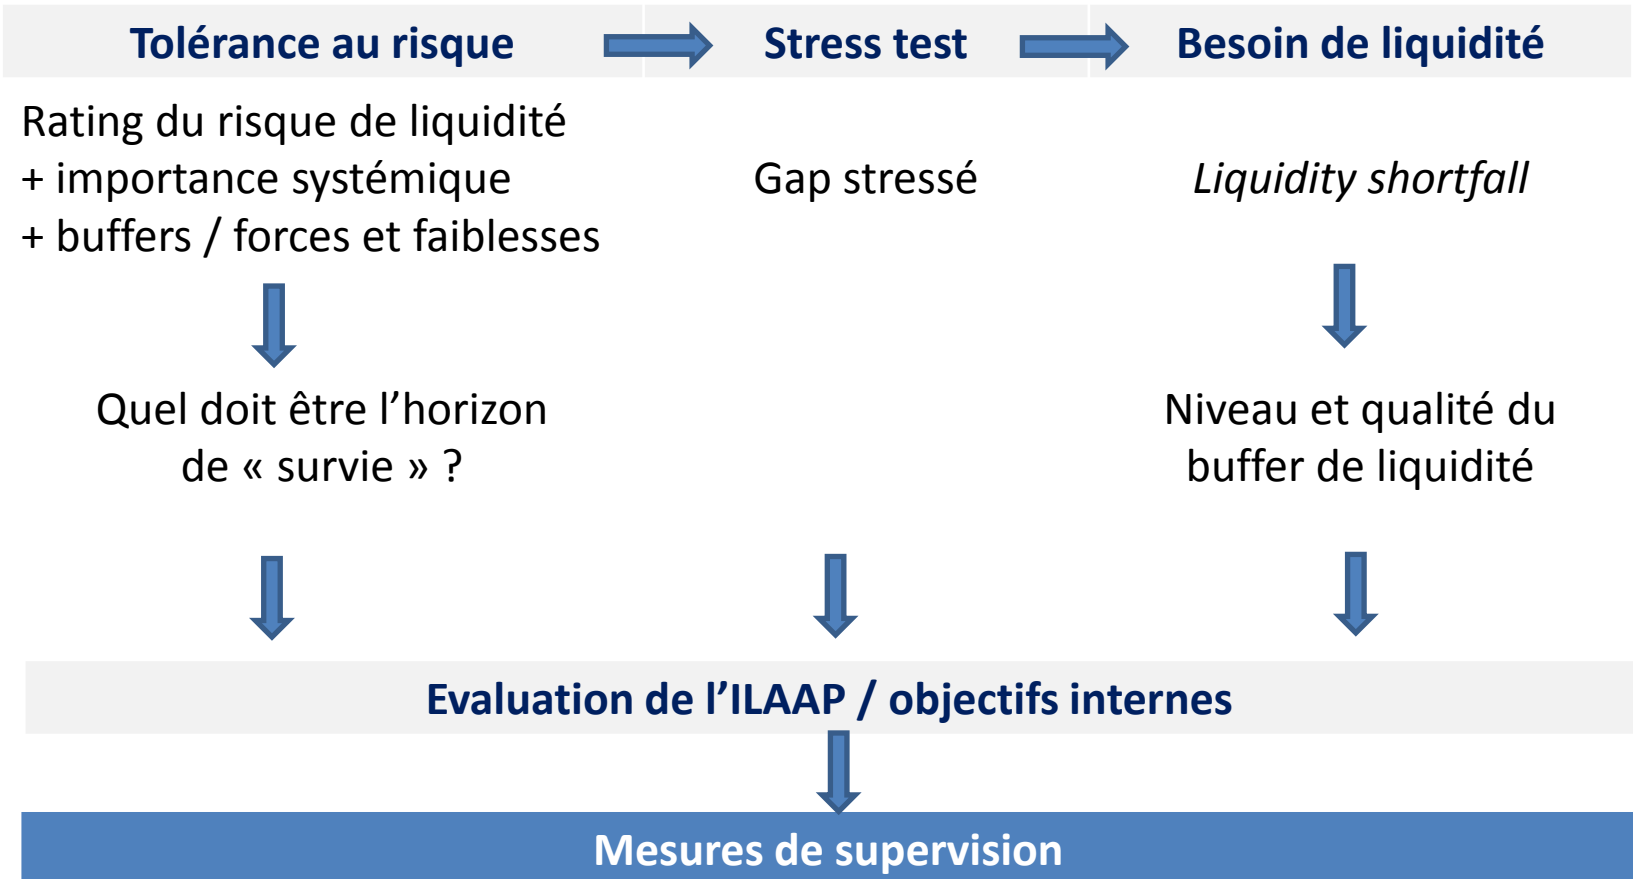 Tolérance au risque
Stress test
Besoin de liquidité
Rating du risque de liquidité
+ importance systémique
+ buffers / forces et faiblesses
Gap stressé
Liquidity shortfall
Quel doit être l’horizon
de « survie » ?
Niveau et qualité du
buffer de liquidité
Evaluation de l’ILAAP / objectifs internes
Mesures de supervision